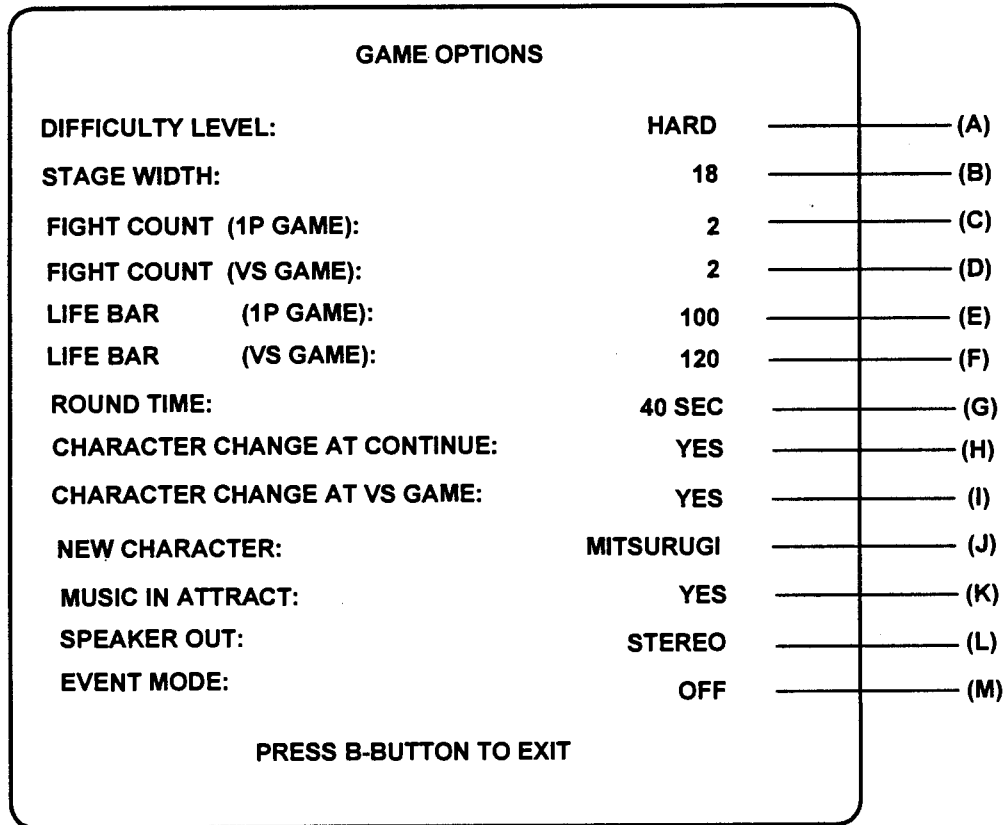 GAME OPTIONS
DIFFICULTY LEVEL: HARD (A)
STAGE WIDTH: 18 (B)
FIGHT COUNT (1P GAME): 2 (C)
FIGHT COUNT (VS GAME): 2 (D)
LIFE BAR (1P GAME): 100 (E)
LIFE BAR (VS GAME): 120 (F)
ROUND TIME: 40 SEC (G)
CHARACTER CHANGE AT CONTINUE: YES (H)
CHARACTER CHANGE AT VS GAME: YES (I)
NEW CHARACTER: MITSURUGI (J)
MUSIC IN ATTRACT: YES (K)
SPEAKER OUT: STEREO (L)
EVENT MODE: OFF (M)
PRESS B-BUTTON TO EXIT